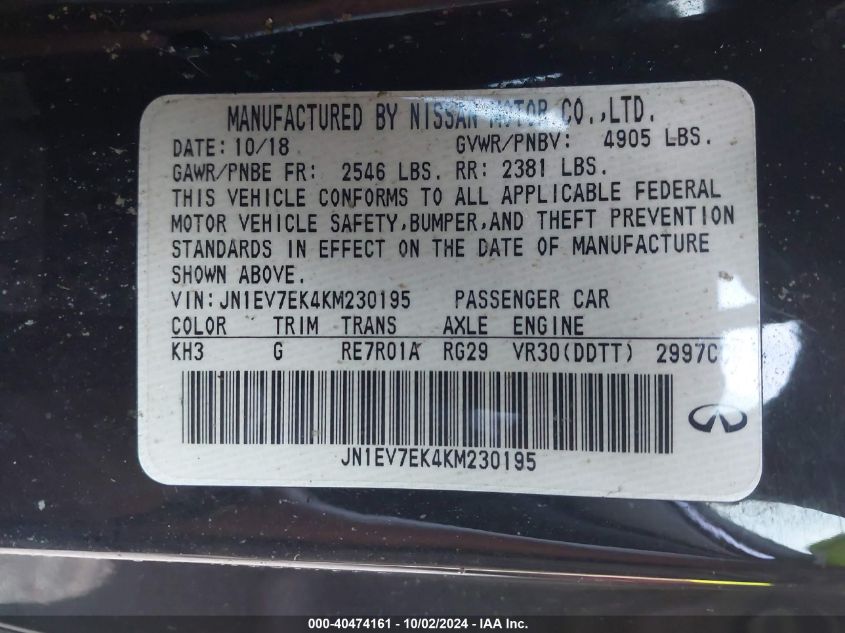 MANUFACTURED BY NISSAN MOTOR CO.,LTD.
DATE: 10/18 GVWR/PNBV: 4905 LBS.
GAWR/PNBE FR: 2546 LBS. RR: 2381 LBS.
THIS VEHICLE CONFORMS TO ALL APPLICABLE FEDERAL
MOTOR VEHICLE SAFETY,BUMPER,AND THEFT PREVENTION
STANDARDS IN EFFECT ON THE DATE OF MANUFACTURE
SHOWN ABOVE.
VIN:JN1EV7EK4KM230195 PASSENGER CAR
COLOR TRIM TRANS AXLE ENGINE
KH3 G RE7R01A RG29 VR30(DDTT) 2997C
JN1EV7EK4KM230195
000-40474161 - 10/02/2024 - IAA Inc.